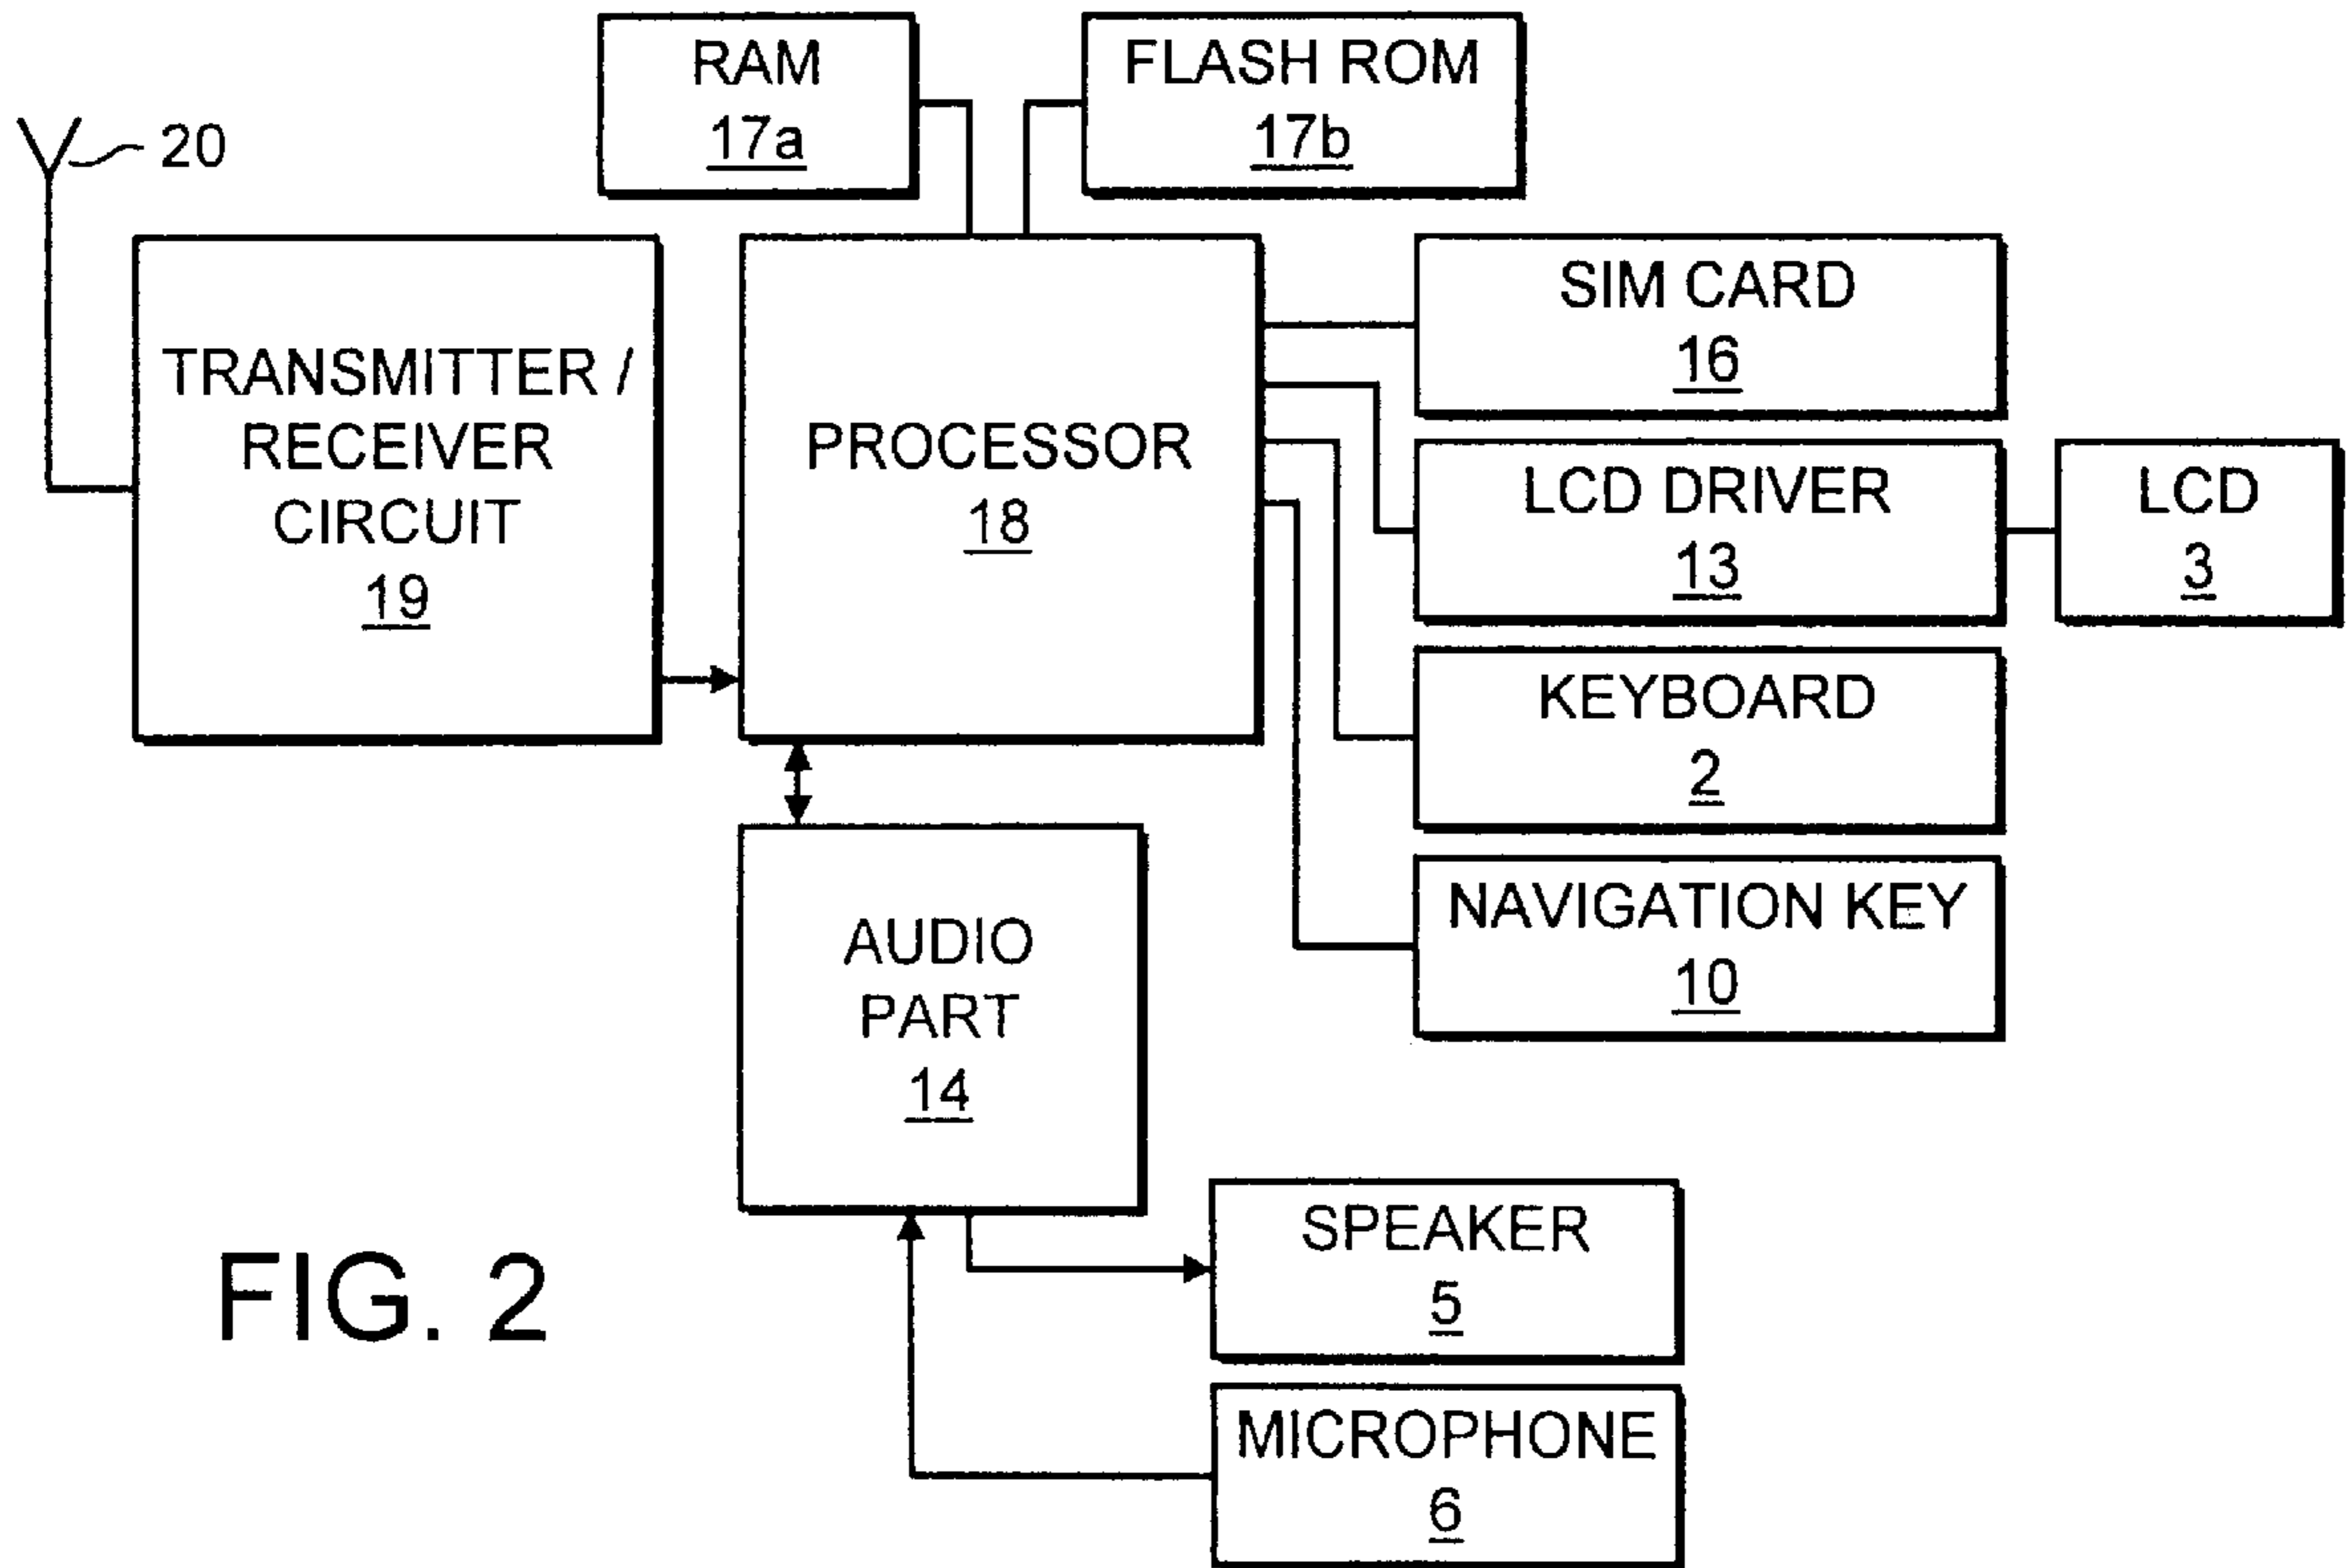 RAM
17a
FLASH ROM
17b
20
TRANSMITTER /
RECEIVER
CIRCUIT
19
PROCESSOR
18
SIM CARD
16
LCD DRIVER
13
LCD
3
KEYBOARD
2
NAVIGATION KEY
10
AUDIO
PART
14
SPEAKER
5
MICROPHONE
6
FIG. 2